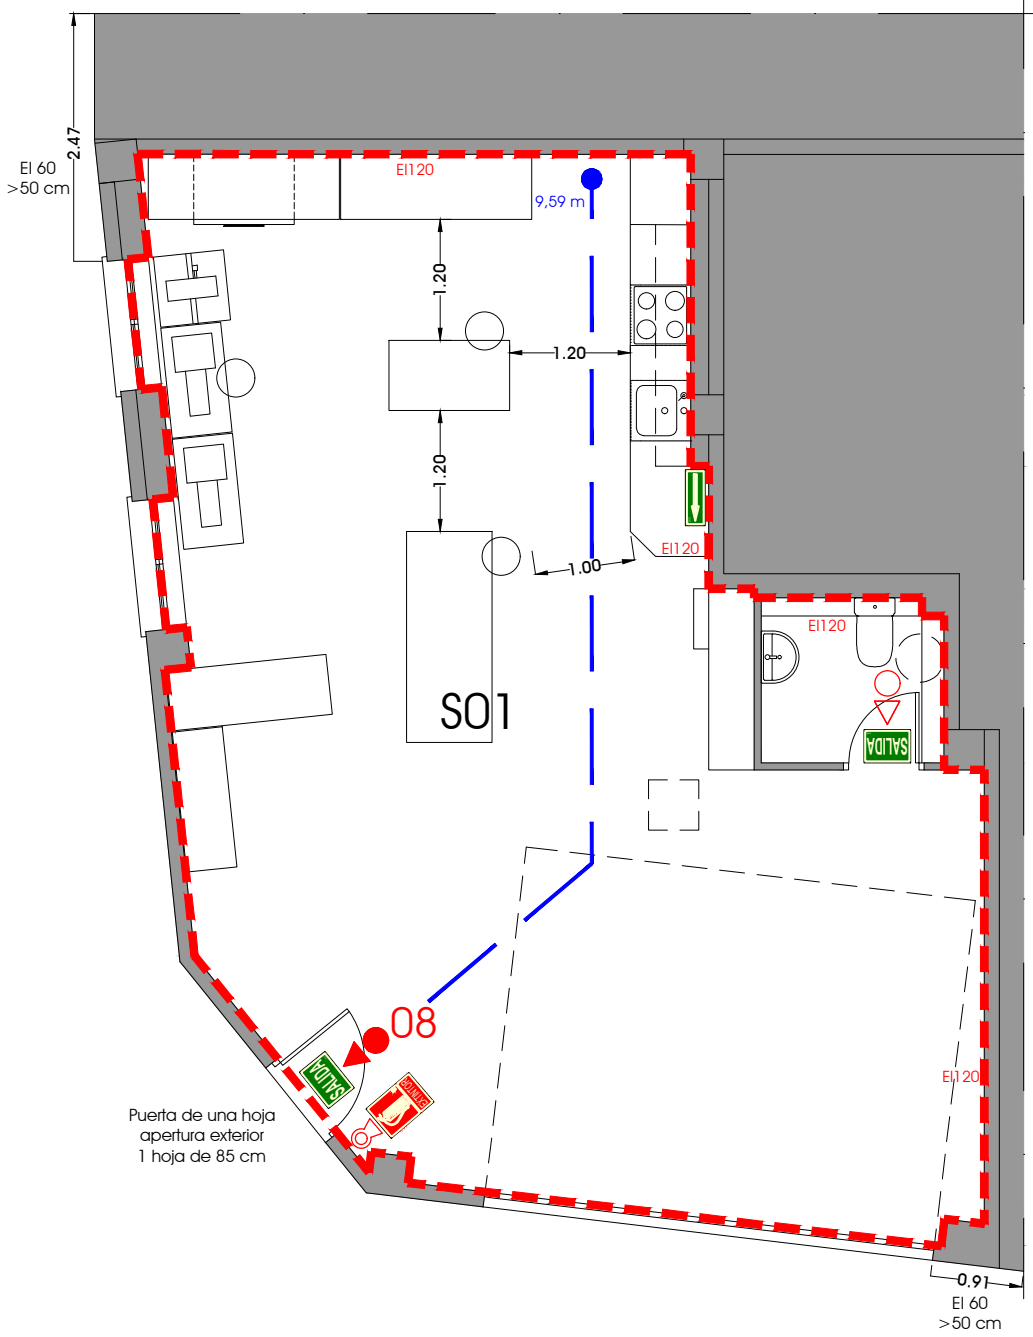 2.47
EI 60
>50 cm
EI120
9,59 m
1.20
1.20
1.20
EI120
1.00
EI120
S01
SALIDA
08
SALIDA
EXTINTOR
EI120
Puerta de una hoja
apertura exterior
1 hoja de 85 cm
0.91
EI 60
>50 cm